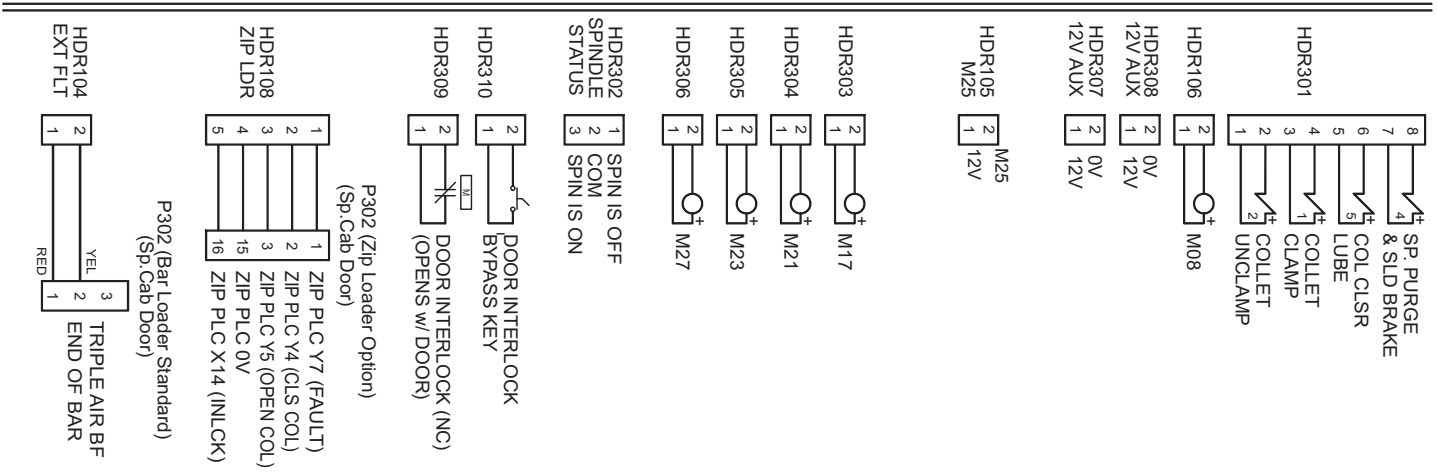 HDR301
8
7
6
5
4
3
2
1
+
4
SP. PURGE
& SLD BRAKE
+
5
COL CLSR
LUBE
+
1
COLLET
CLAMP
+
2
COLLET
UNCLAMP
HDR106
2
1
+
M08
HDR308
12V AUX
2
1
0V
12V
HDR307
12V AUX
2
1
0V
12V
HDR105
M25
2
1
M25
12V
HDR303
2
1
+
M17
HDR304
2
1
+
M21
HDR305
2
1
+
M23
HDR306
2
1
+
M27
HDR302
SPINDLE
STATUS
1
2
3
SPIN IS OFF
COM
SPIN IS ON
HDR310
2
1
DOOR INTERLOCK
BYPASS KEY
HDR309
2
1
M
DOOR INTERLOCK (NC)
(OPENS w/ DOOR)
P302 (Zip Loader Option)
(Sp.Cab Door)
HDR108
ZIP LDR
1
2
3
4
5
1
2
3
15
16
ZIP PLC Y7 (FAULT)
ZIP PLC Y4 (CLS COL)
ZIP PLC Y5 (OPEN COL)
ZIP PLC 0V
ZIP PLC X14 (INLCK)
P302 (Bar Loader Standard)
(Sp.Cab Door)
HDR104
EXT FLT
2
1
YEL
RED
3
2
1
TRIPLE AIR BF
END OF BAR